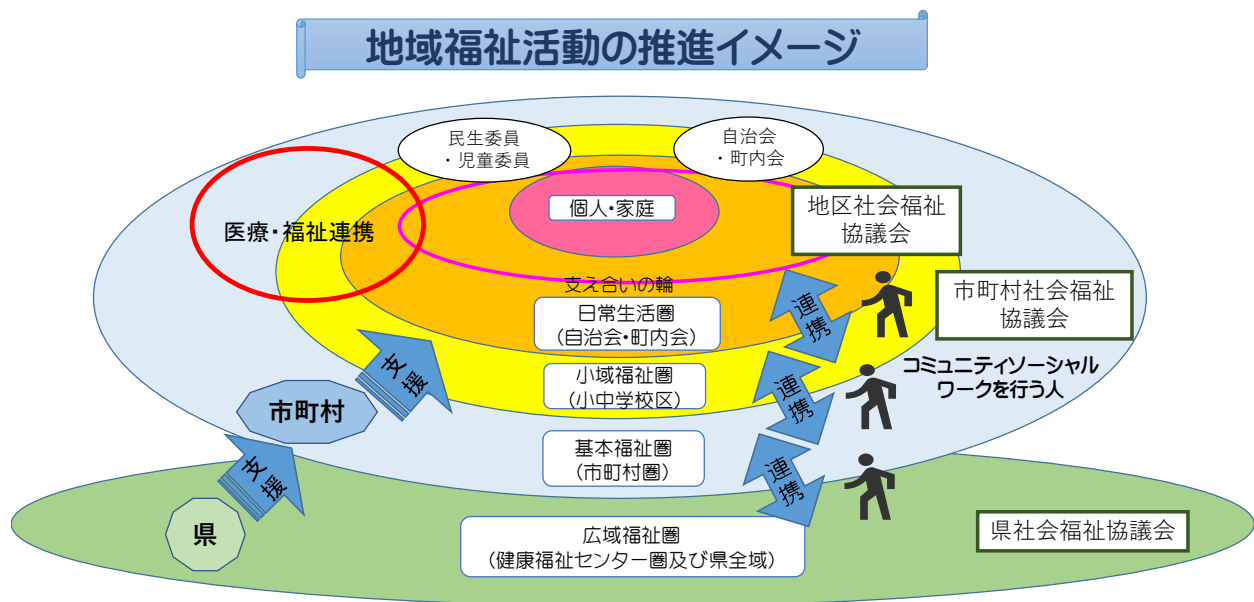 地域福祉活動の推進イメージ
民生委員
・児童委員
自治会
・町内会
個人・家庭
地区社会福祉
協議会
医療・福祉連携
支え合いの輪
市町村社会福祉
協議会
日常生活圏
(自治会・町内会)
連携
コミュニティソーシャル
ワークを行う人
支援
小域福祉圏
(小中学校区)
連携
市町村
基本福祉圏
(市町村圏)
連携
支援
県
広域福祉圏
(健康福祉センター圏及び県全域)
県社会福祉協議会